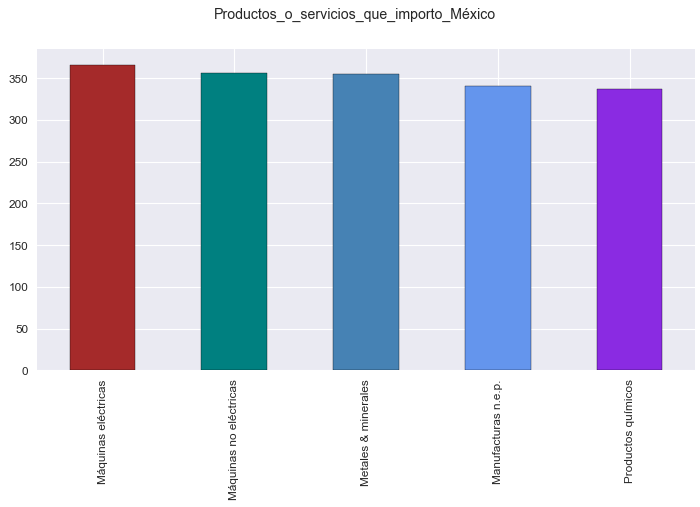 Productos_o_servicios_que_importo_México
350
300
250
200
150
100
50
0
Máquinas eléctricas
Máquinas no eléctricas
Metales & minerales
Manufacturas n.e.p.
Productos químicos